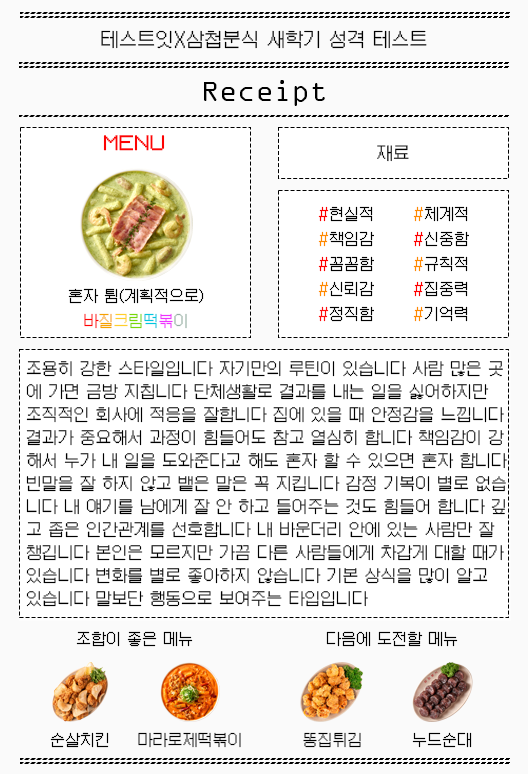 테스트잇X삼첩분식 새학기 성격 테스트
Receipt
MENU
혼자 튐(계획적으로)
바질크림떡볶이
재료
#현실적 #체계적
#책임감 #신중함
#꼼꼼함 #규칙적
#신뢰감 #집중력
#정직함 #기억력
조용히 강한 스타일입니다 자기만의 루틴이 있습니다 사람 많은 곳
에 가면 금방 지칩니다 단체생활로 결과를 내는 일을 싫어하지만
조직적인 회사에 적응을 잘합니다 집에 있을 때 안정감을 느낍니다
결과가 중요해서 과정이 힘들어도 참고 열심히 합니다 책임감이 강
해서 누가 내 일을 도와준다고 해도 혼자 할 수 있으면 혼자 합니다
빈말을 잘 하지 않고 뱉은 말은 꼭 지킵니다 감정 기복이 별로 없습
니다 내 얘기를 남에게 잘 안 하고 들어주는 것도 힘들어 합니다 깊
고 좁은 인간관계를 선호합니다 내 바운더리 안에 있는 사람만 잘
챙깁니다 본인은 모르지만 가끔 다른 사람들에게 차갑게 대할 때가
있습니다 변화를 별로 좋아하지 않습니다 기본 상식을 많이 알고
있습니다 말보단 행동으로 보여주는 타입입니다
조합이 좋은 메뉴 다음에 도전할 메뉴
순살치킨 마라로제떡볶이 똥집튀김 누드순대